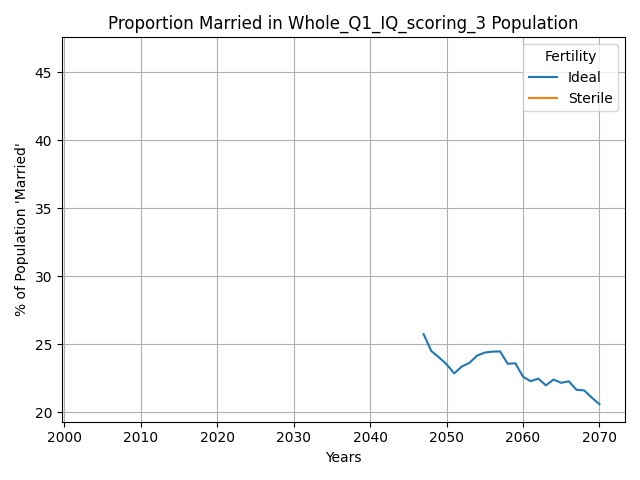 Proportion Married in Whole_Q1_IQ_scoring_3 Population
Fertility
Ideal
Sterile
% of Population 'Married'
45
40
35
30
25
20
2000 2010 2020 2030 2040 2050 2060 2070
Years